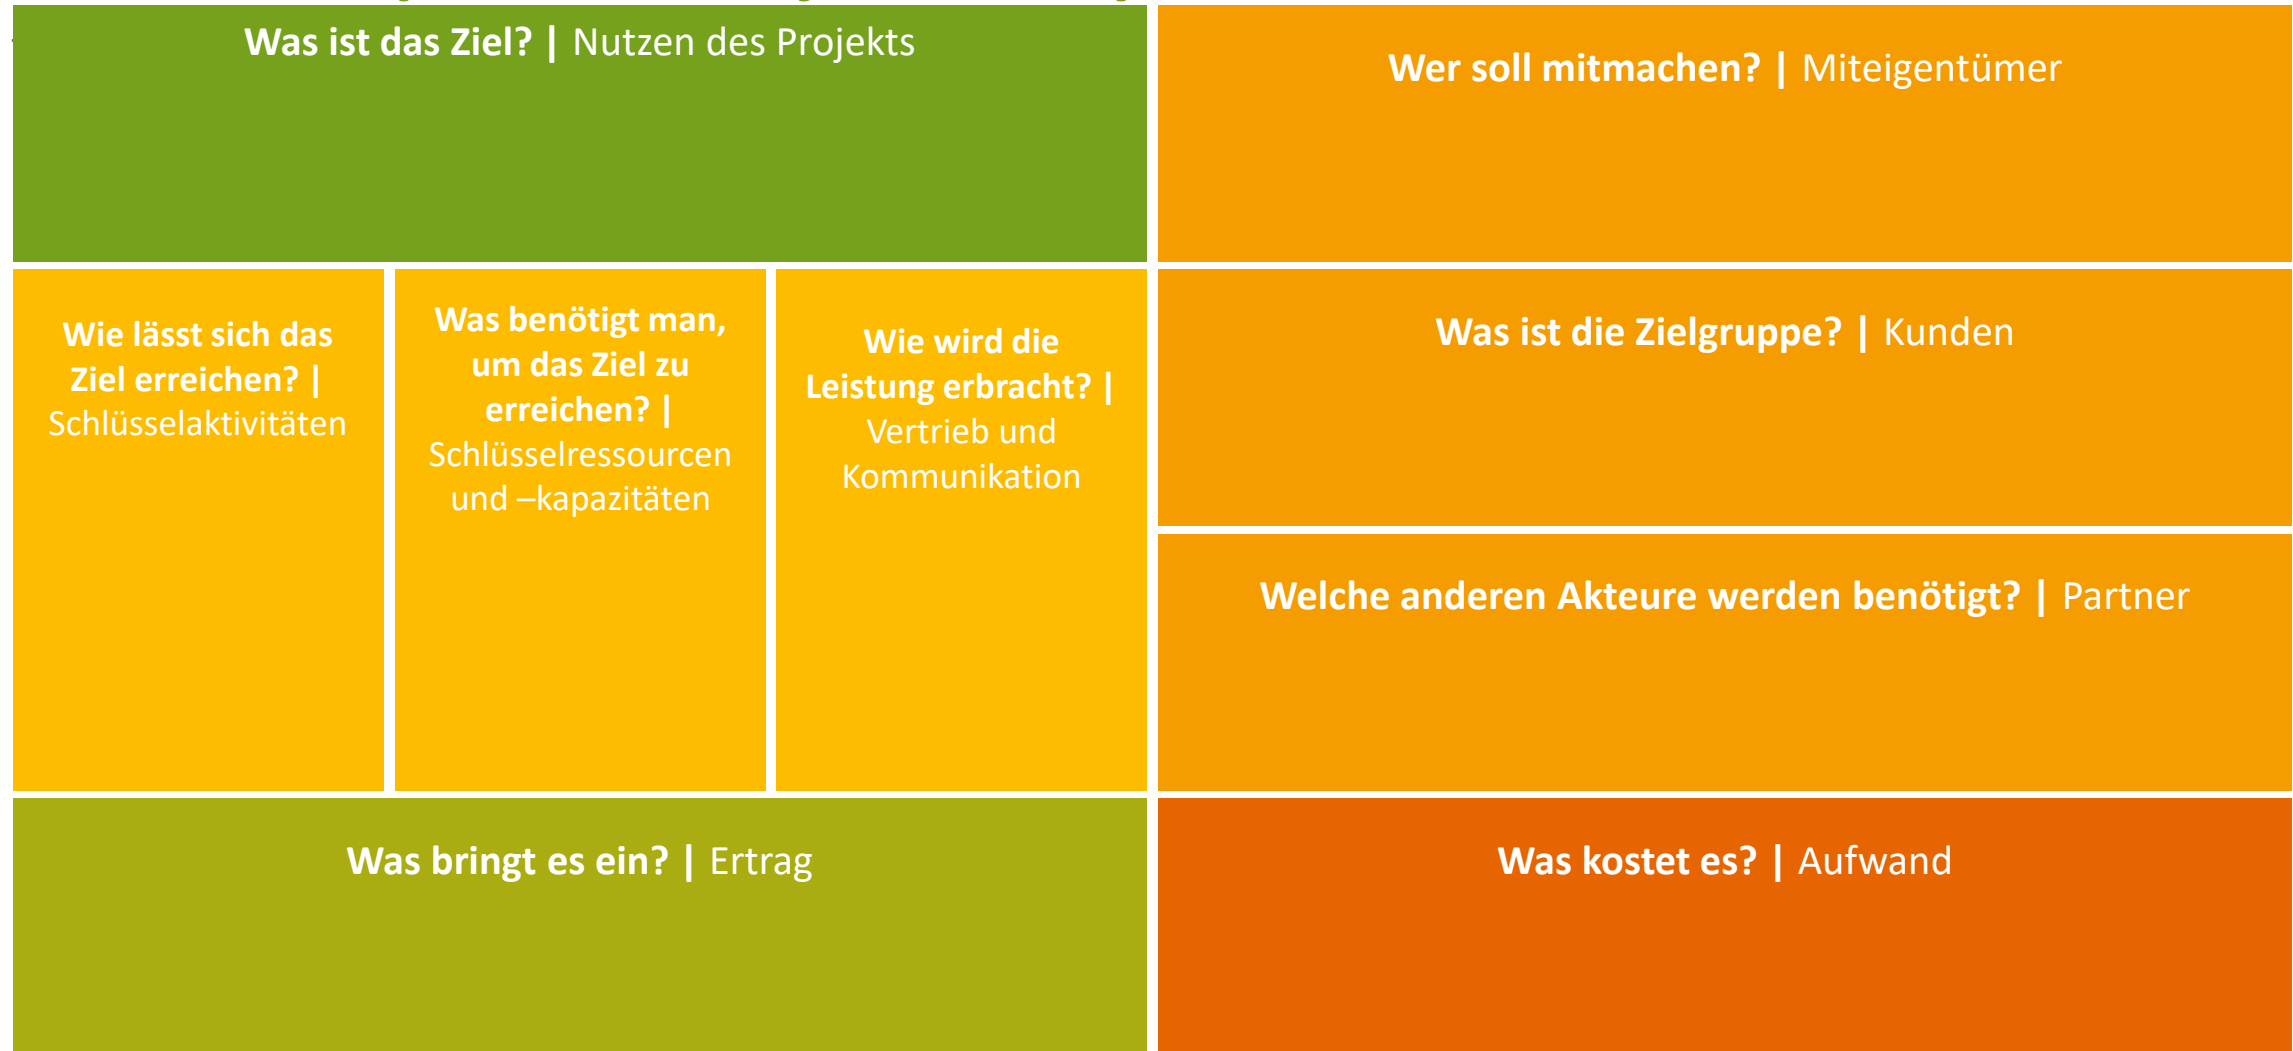 Was ist das Ziel? | Nutzen des Projekts
Wer soll mitmachen? | Miteigentümer
Wie lässt sich das
Ziel erreichen? |
Schlüsselaktivitäten
Was benötigt man,
um das Ziel zu
erreichen? |
Schlüsselressourcen
und –kapazitäten
Wie wird die
Leistung erbracht? |
Vertrieb und
Kommunikation
Was ist die Zielgruppe? | Kunden
Welche anderen Akteure werden benötigt? | Partner
Was bringt es ein? | Ertrag
Was kostet es? | Aufwand